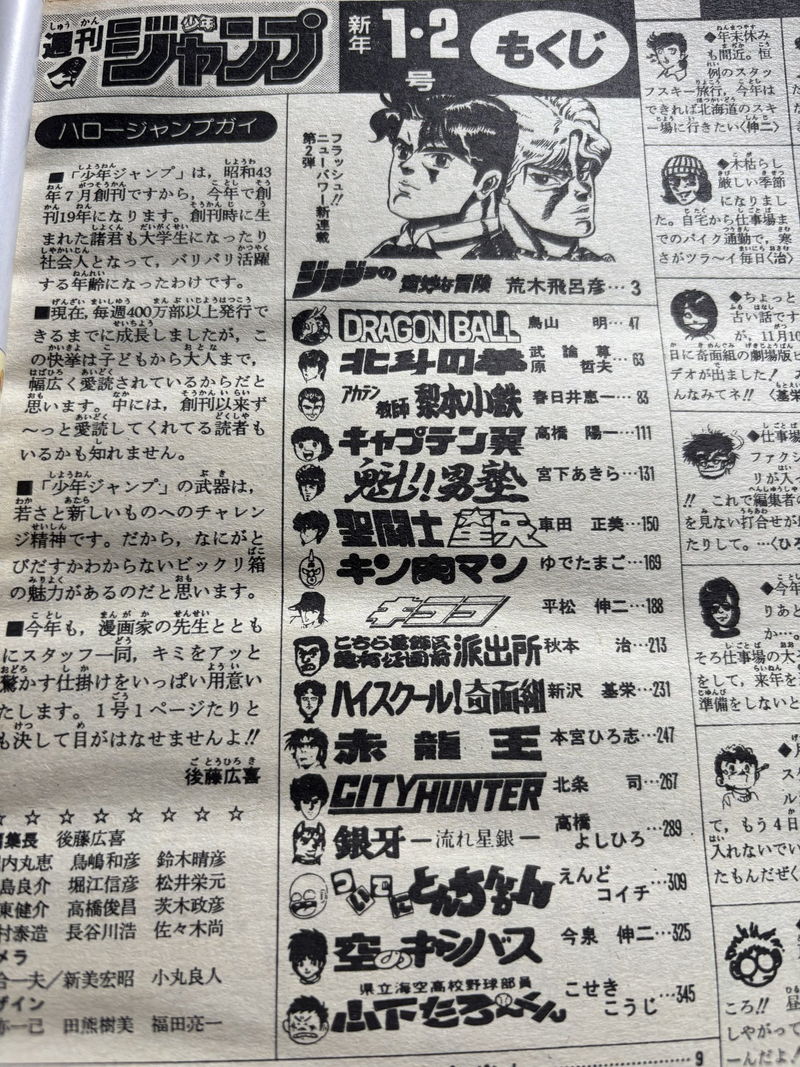 週刊少年ジャンプ
新年1・2号
もくじ
ハロージャンプガイ
■「少年ジャンプ」は、昭和43
年7月創刊ですから、今年で創
刊19年になります。創刊時に生
まれた諸君も大学生になったり
社会人となって、バリバリ活躍
する年齢になったわけです。
■現在、毎週400万部以上発行で
きるまでに成長しましたが、こ
の快挙は子どもから大人まで、
幅広く愛読されているからだと
思います。中には、創刊以来ず
〜っと愛読してくれてる読者も
いるかも知れません。
■「少年ジャンプ」の武器は、
若さと新しいものへのチャレン
ジ精神です。だから、なにがと
びだすかわからないビックリ箱
の魅力があるのだと思います。
■今年も、漫画家の先生ととも
にスタッフ一同、キミをアッと
驚かす仕掛けをいっぱい用意い
たします。1号1ページたりと
も決して目がはなせませんよ!!
後藤広喜
☆ ☆ ☆ ☆ ☆ ☆ ☆ ☆
集長 後藤広喜
内丸恵 鳥嶋和彦 鈴木晴彦
島良介 堀江信彦 松井栄元
東健介 高橋俊昌 茨木政彦
村泰造 長谷川浩 佐々木尚
メラ
合一夫/新美宏昭 小丸良人
ザイン
一己 田熊樹美 福田亮一
フラッシュ!!
ニューパワー新連載
第2弾
ジョジョの奇妙な冒険 荒木飛呂彦…3
DRAGON BALL 鳥山 明…47
北斗の拳 武論尊 原哲夫…63
アカテン教師 梨本小鉄 春日井恵一…83
キャプテン翼 高橋 陽一…111
魁!!男塾 宮下あきら…131
聖闘士星矢 車田 正美…150
キン肉マン ゆでたまご…169
キララ 平松 伸二…188
こちら葛飾区亀有公園前派出所 秋本 治…213
ハイスクール!奇面組 新沢 基栄…231
赤龍王 本宮ひろ志…247
CITY HUNTER 北条 司…267
銀牙―流れ星銀― 高橋よしひろ…289
ついでにとんちんかん えんどコイチ…309
空のキャンバス 今泉 伸二…325
県立海空高校野球部員
山下たろーくん こせきこうじ…345
…9
◆年末休み
も間近。恒
例のスタッ
フスキー旅行、今年は
できれば北海道のスキ
ー場に行きたい〈伸二〉
◆木枯らし
厳しい季節
になりまし
た。自宅から仕事場ま
でのバイク通勤で、寒
さがツラ〜イ毎日〈治〉
◆ちょっと
古い話です
が、11月10
日に奇面組の劇場版ビ
デオが出ました！
んなみてネ!!〈基栄
◆仕事場
ファクシ
リが入っ
!! これで編集者の
を見ない打合せが
たりして。…〈ひろ
◆今年
りあと
か…。
そろ仕事場の大そ
をして、来年を
準備をしないと
て、もう4日
入れないでい
たもんだぜく
ころ!!
しやがって
ーんだよ!!